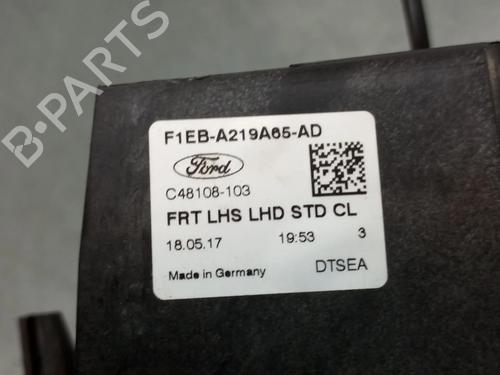 F1EB-A219A65-AD
Ford
C48108-103
FRT LHS LHD STD CL
18.05.17 19:53 3
Made in Germany DTSEA
B-PARTS